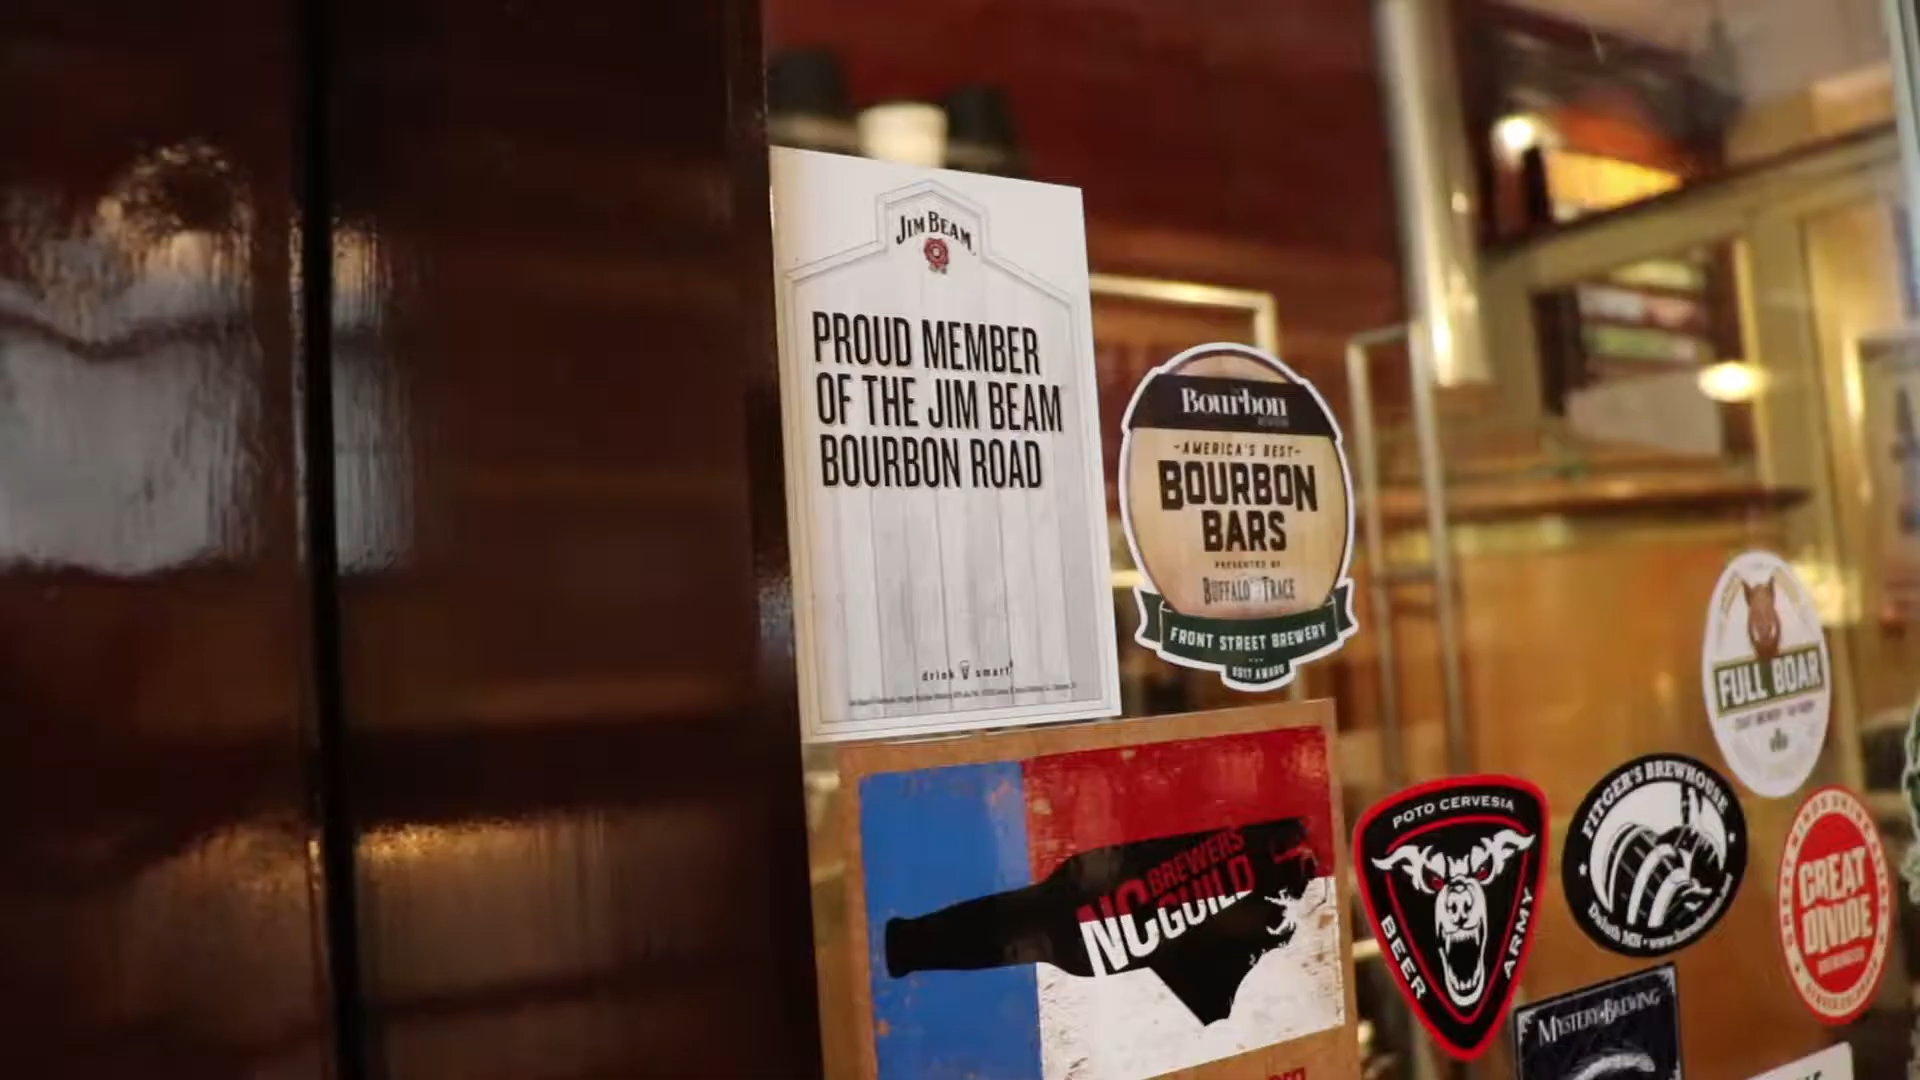 JIM BEAM
PROUD MEMBER
OF THE JIM BEAM
BOURBON ROAD
drink smart
Bourbon
-AMERICA'S BEST-
BOURBON
BARS
PRESENTED BY
BUFFALO TRACE
FRONT STREET BREWERY
2017 AWARD
NC BREWERS
GUILD
FULL BOAR
POTO CERVESIA
BEER ARMY
FITGER'S BREWHOUSE
Duluth MN
GREAT
DIVIDE
MYSTERY BREWING